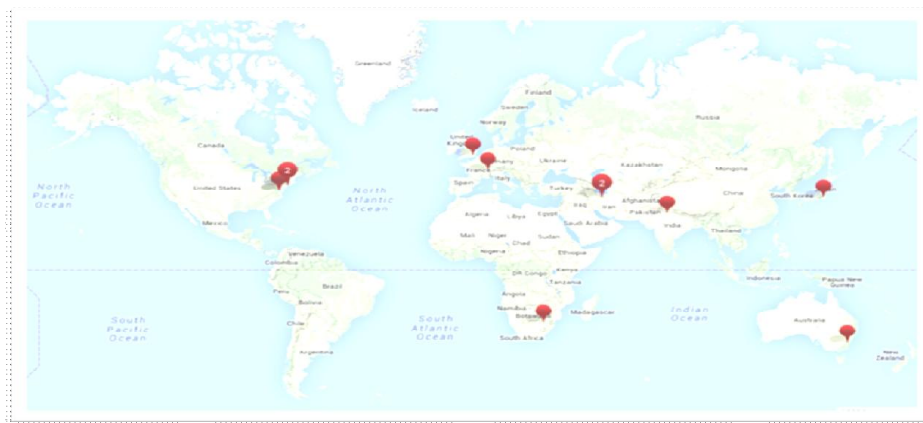 Greenland
Iceland
Finland
Sweden
Norway
Russia
United
Kingd
Canada
Poland
many
Ukraine
Kazakhstan
Mongolia
France
Italy
Spain
Turkey
2
2
United States
North
Pacific
Ocean
North
Atlantic
Ocean
Iraq
Iran
Afghanista
Pakistan
China
South Korea
Mexico
Algeria
Libya
Egypt
Saudi Arabia
India
Thailand
Mali
Niger
Chad
Sudan
Nigeria
Ethiopia
Venezuela
Colombia
DR Congo
Kenya
Tanzania
Indonesia
Papua New
Guinea
Peru
Brazil
Bolivia
Angola
Namibia
Botswana
Madagascar
Indian
Ocean
Australia
South
Pacific
Ocean
Chile
South
Atlantic
Ocean
South Africa
Argentina
New
Zealand